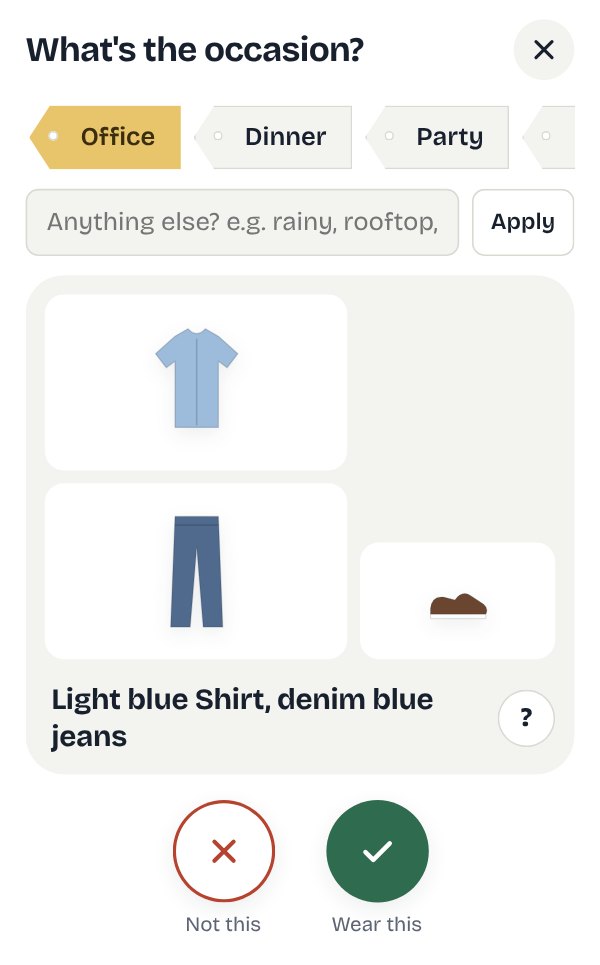 What's the occasion?
Office
Dinner
Party
Anything else? e.g. rainy, rooftop,
Apply
Light blue Shirt, denim blue
jeans
?
Not this
Wear this